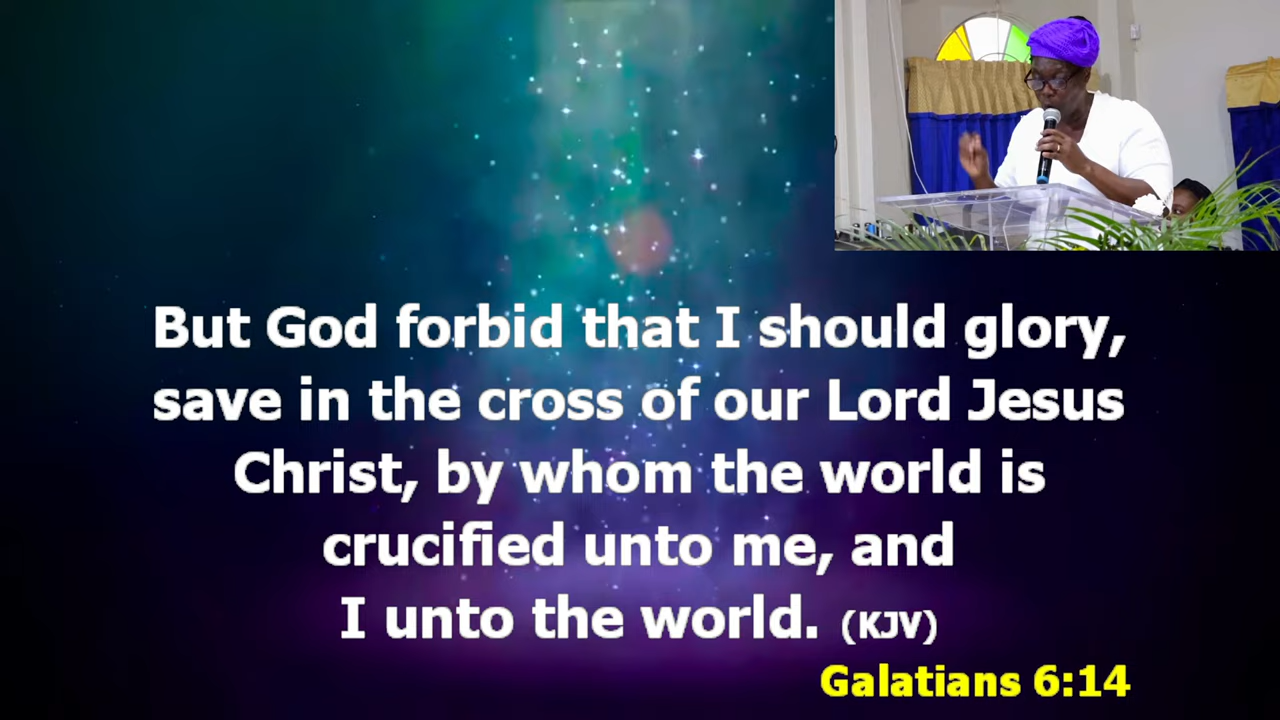 But God forbid that I should glory,
save in the cross of our Lord Jesus
Christ, by whom the world is
crucified unto me, and
I unto the world. (KJV)
Galatians 6:14